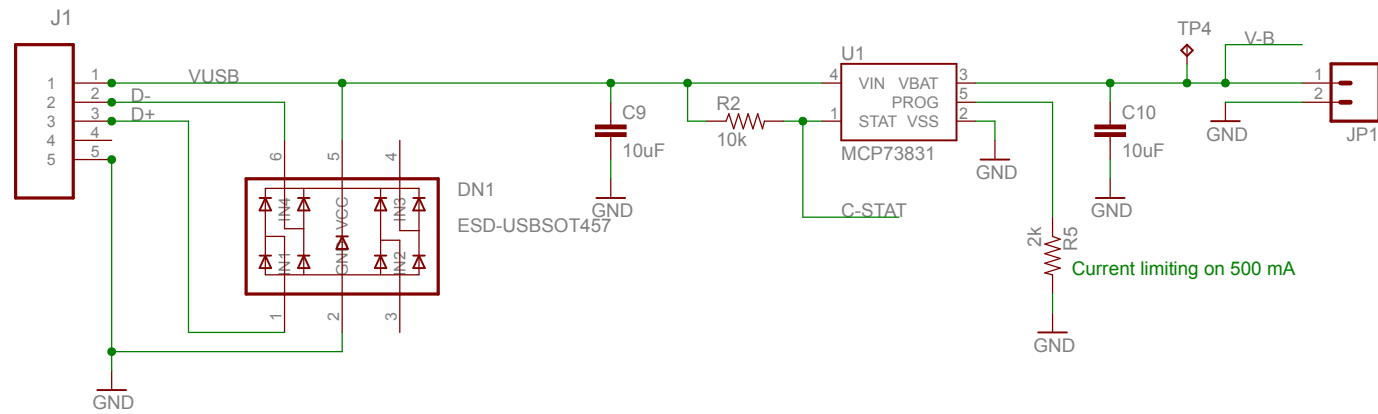 J1
1 1 VUSB
2 2 D-
3 3 D+
4 4
5 5
GND
6 5 4
IN4 VCC IN3
IN1 GND IN2
1 2 3
DN1
ESD-USBSOT457
C9
10uF
GND
R2
10k
C-STAT
U1
4 VIN VBAT 3
PROG 5
1 STAT VSS 2
MCP73831
GND
2k R5
Current limiting on 500 mA
GND
C10
10uF
GND
TP4
V-B
1
2
GND
JP1